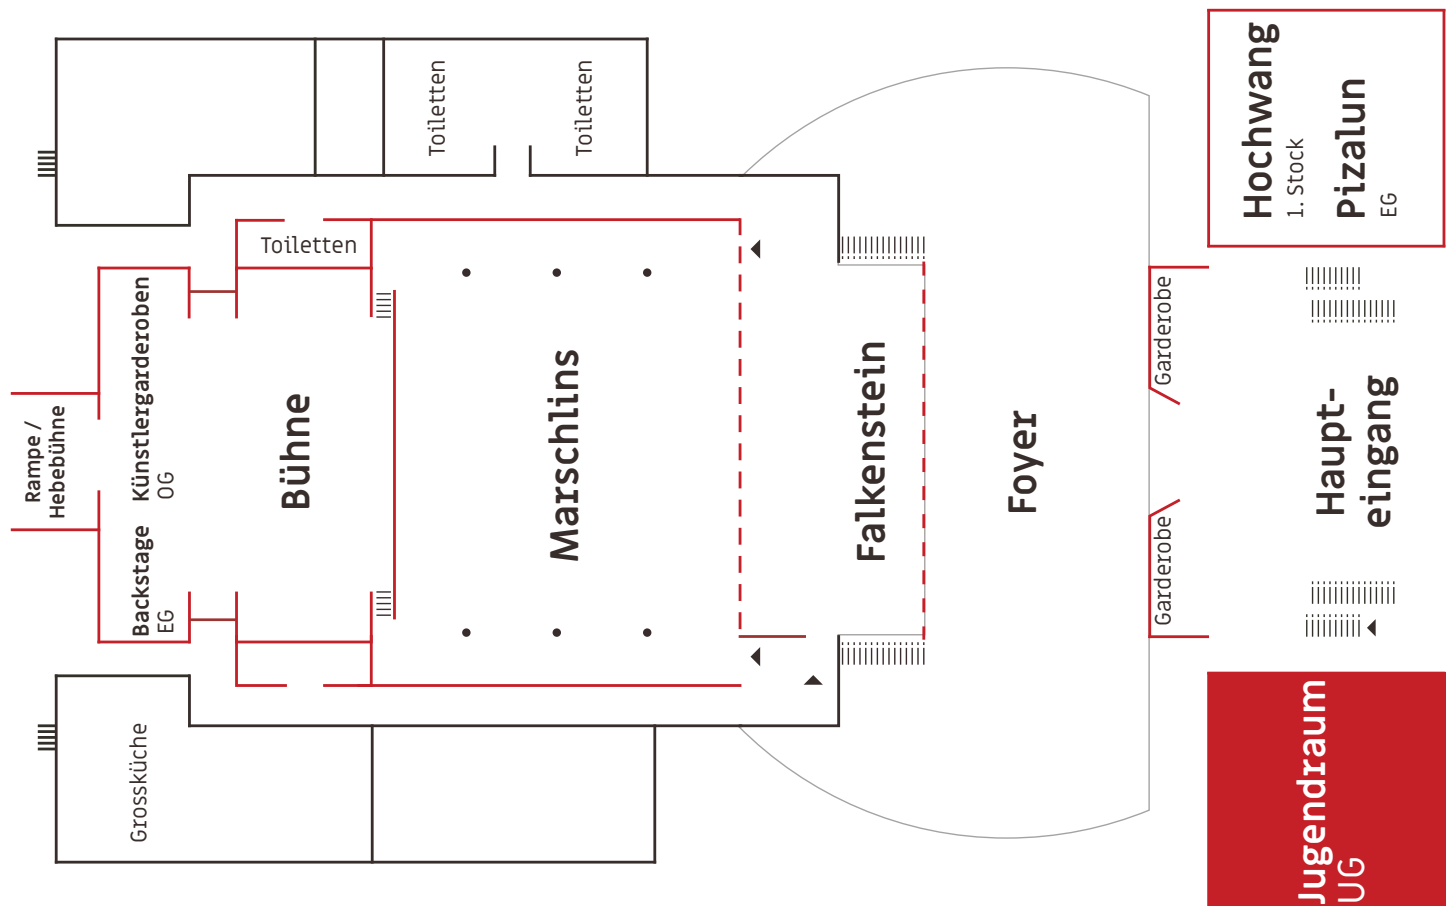 Toiletten
Toiletten
Toiletten
Hochwang
1. Stock
Pizalun
EG
Rampe /
Hebebühne
Künstlergarderoben
OG
Backstage
EG
Bühne
Marschlins
Falkenstein
Foyer
Garderobe
Garderobe
Haupt-
eingang
Grossküche
Jugendraum
UG